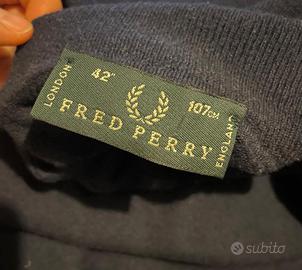 LONDON
42"
107CM
FRED PERRY
ENGLAND
subito